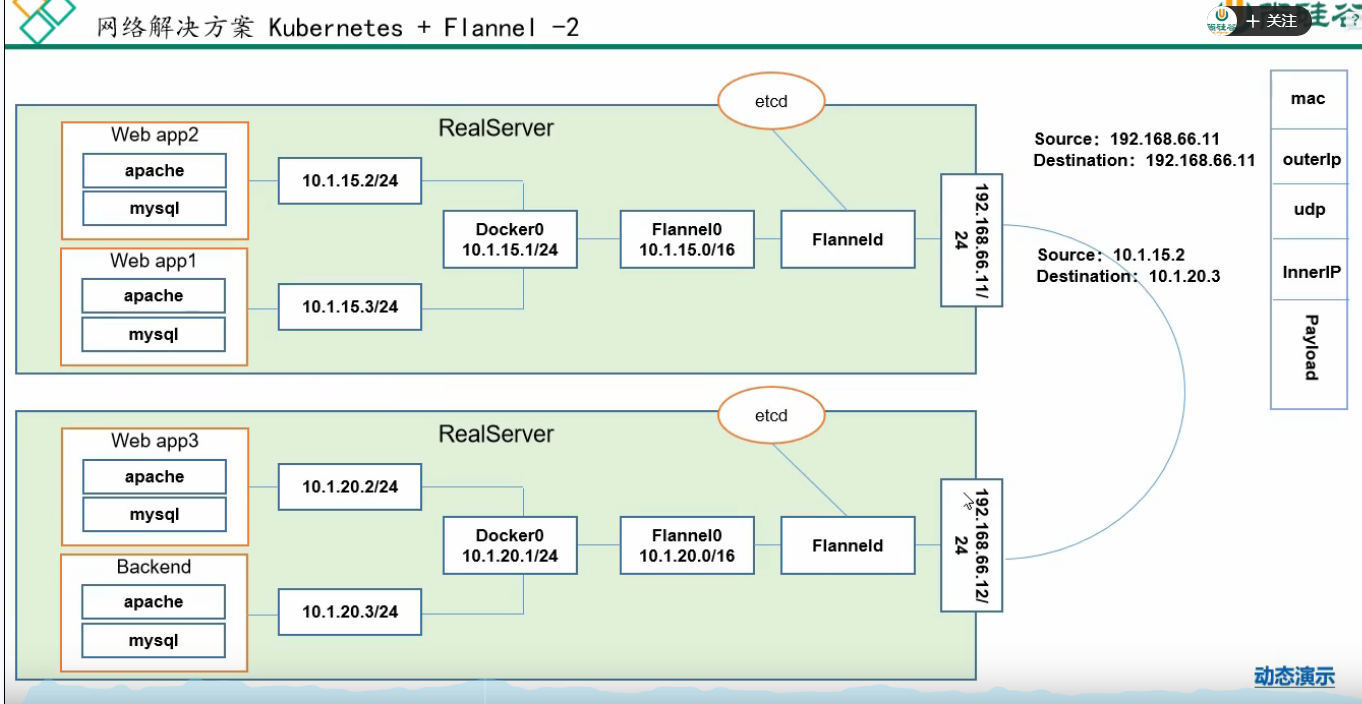 网络解决方案 Kubernetes + Flannel -2
+ 关注
硅谷
etcd
RealServer
Web app2
apache
mysql
10.1.15.2/24
Web app1
apache
mysql
10.1.15.3/24
Docker0
10.1.15.1/24
Flannel0
10.1.15.0/16
Flanneld
192.168.66.11/
24
Source：192.168.66.11
Destination：192.168.66.11
Source：10.1.15.2
Destination：10.1.20.3
mac
outerIp
udp
InnerIP
Payload
etcd
RealServer
Web app3
apache
mysql
10.1.20.2/24
Backend
apache
mysql
10.1.20.3/24
Docker0
10.1.20.1/24
Flannel0
10.1.20.0/16
Flanneld
192.168.66.12/
24
动态演示